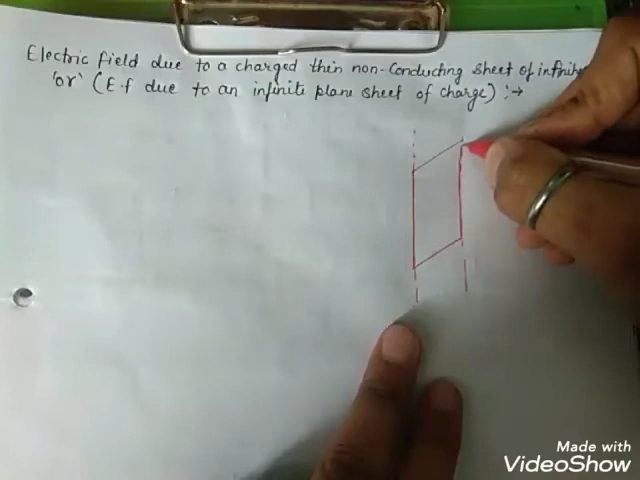 Electric field due to a charged thin non-Conducting sheet of infinite
'or' (E.f due to an infinite plane sheet of charge) :→
Made with
VideoShow